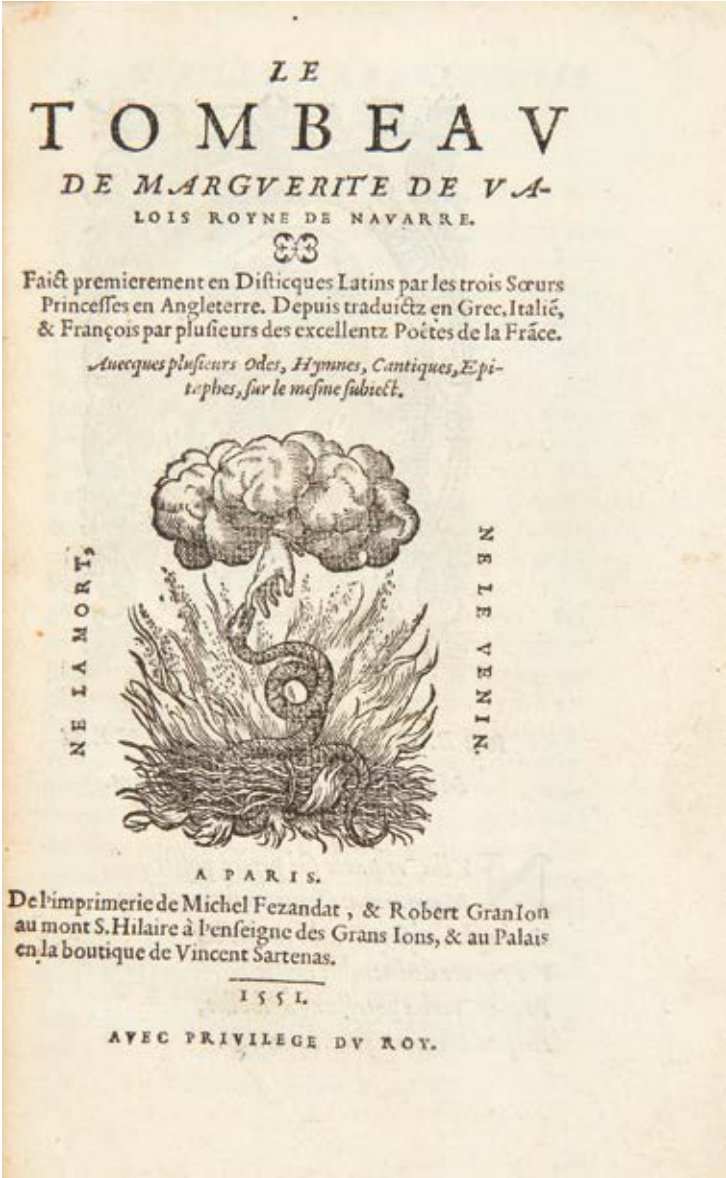 LE
TOMBEAV
DE MARGVERITE DE VA-
LOIS ROYNE DE NAVARRE.
Faict premierement en Disticques Latins par les trois Sœurs
Princesses en Angleterre. Depuis traduictz en Grec, Italiē,
& François par plusieurs des excellentz Poëtes de la Frãce.
Auecques plusieurs Odes, Hymnes, Cantiques, Epi-
taphes, sur le mesme subiect.
NE LA MORT,
NE LE VENIN.
A PARIS.
De l'imprimerie de Michel Fezandat, & Robert GranIon
au mont S. Hilaire à l'enseigne des Grans Ions, & au Palais
en la boutique de Vincent Sartenas.
1551.
AVEC PRIVILEGE DV ROY.